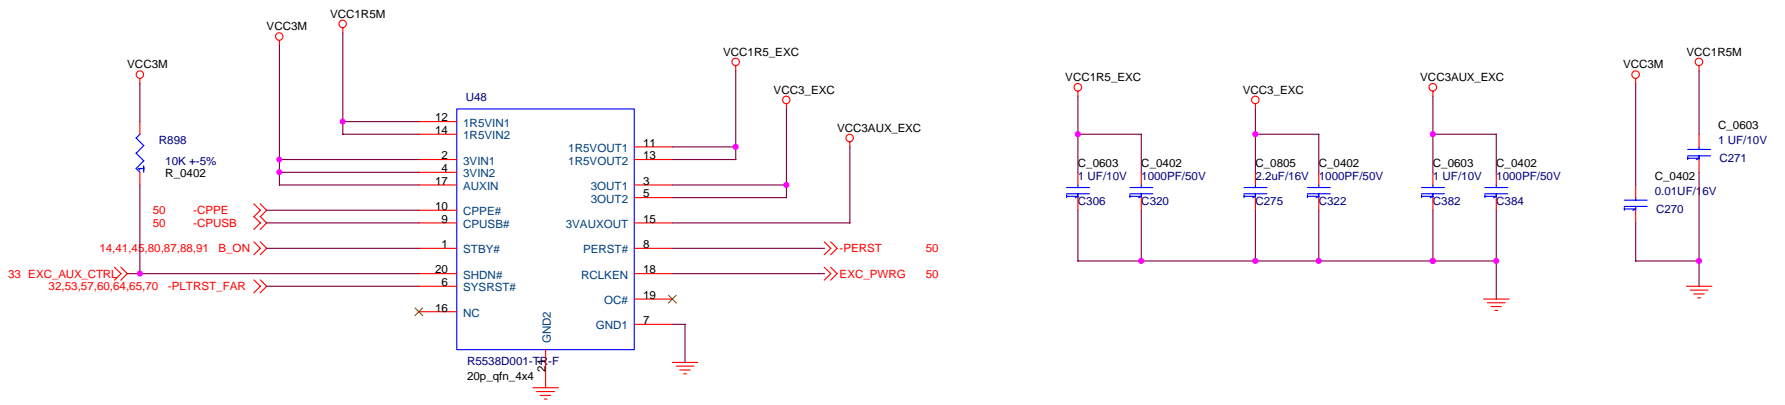 VCC1R5M
VCC3M
VCC3M
VCC1R5_EXC
VCC3_EXC
VCC3AUX_EXC
U48
R898
10K +-5%
R_0402
12 1R5VIN1
14 1R5VIN2
2 3VIN1
4 3VIN2
17 AUXIN
50 -CPPE 10 CPPE#
50 -CPUSB 9 CPUSB#
14,41,45,80,87,88,91 B_ON 1 STBY#
33 EXC_AUX_CTRL 20 SHDN#
32,53,57,60,64,65,70 -PLTRST_FAR 6 SYSRST#
16 NC
1R5VOUT1 11
1R5VOUT2 13
3OUT1 3
3OUT2 5
3VAUXOUT 15
PERST# 8 -PERST 50
RCLKEN 18 EXC_PWRG 50
OC# 19
GND1 7
GND2
21
R5538D001-TR-F
20p_qfn_4x4
VCC1R5_EXC
C_0603
1 UF/10V
C306
C_0402
1000PF/50V
C320
VCC3_EXC
C_0805
2.2uF/16V
C275
C_0402
1000PF/50V
C322
VCC3AUX_EXC
C_0603
1 UF/10V
C382
C_0402
1000PF/50V
C384
VCC3M
C_0402
0.01UF/16V
C270
VCC1R5M
C_0603
1 UF/10V
C271